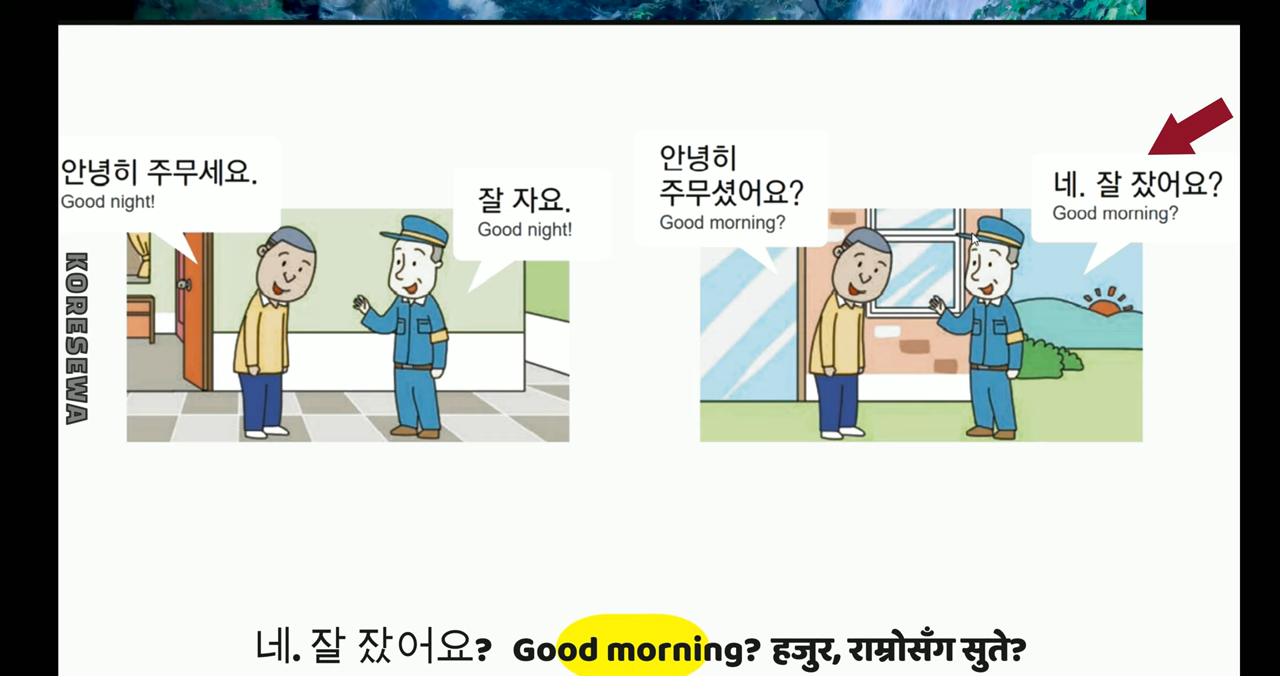 안녕히 주무세요.
Good night!
잘 자요.
Good night!
안녕히
주무셨어요?
Good morning?
네. 잘 잤어요?
Good morning?
KORESEWA
네. 잘 잤어요? Good morning? हजुर, राम्रोसँग सुते?